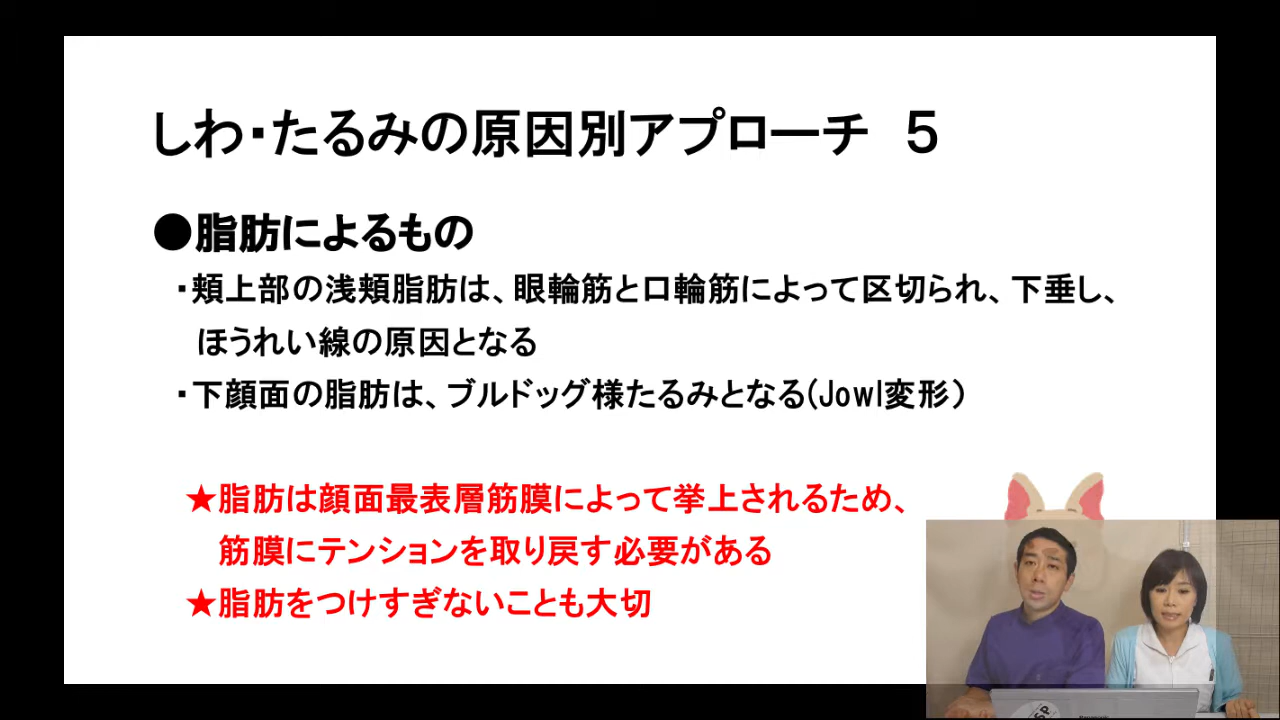 しわ・たるみの原因別アプローチ　5
●脂肪によるもの
・頬上部の浅頬脂肪は、眼輪筋と口輪筋によって区切られ、下垂し、
ほうれい線の原因となる
・下顔面の脂肪は、ブルドッグ様たるみとなる(Jowl変形)
★脂肪は顔面最表層筋膜によって挙上されるため、
筋膜にテンションを取り戻す必要がある
★脂肪をつけすぎないことも大切